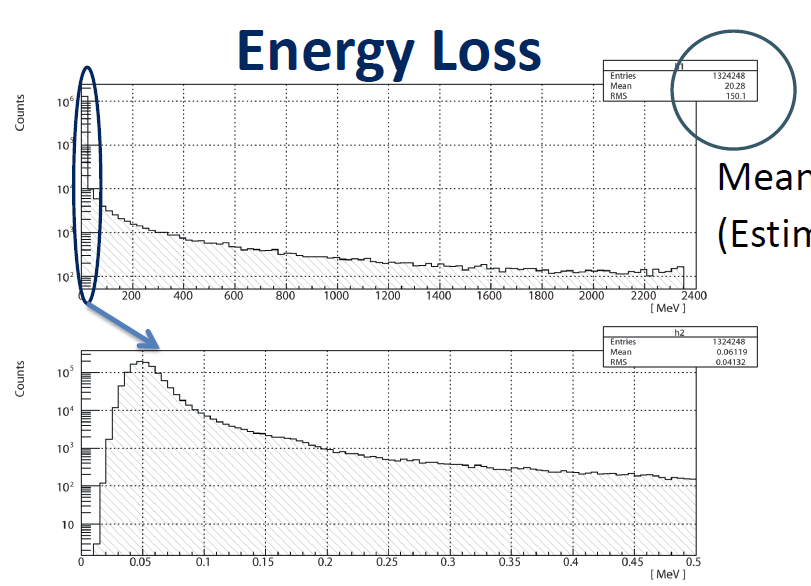 Energy Loss
Entries 1324248
Mean 20.28
RMS 150.1
Counts
10⁶
10⁴
10³
10²
200 400 600 800 1000 1200 1400 1600 1800 2000 2200 2400
[ MeV ]
Mean
(Estim
h2
Entries 1324248
Mean 0.06119
RMS 0.04132
Counts
10⁵
10⁴
10³
10²
10
0 0.05 0.1 0.15 0.2 0.25 0.3 0.35 0.4 0.45 0.5
[ MeV ]